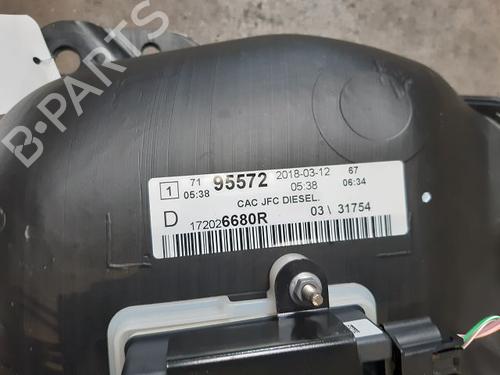 B-PARTS
1 71 95572 2018-03-12 67
05:38 05:38 06:34
CAC JFC DIESEL.
D 172026680R 03\ 31754